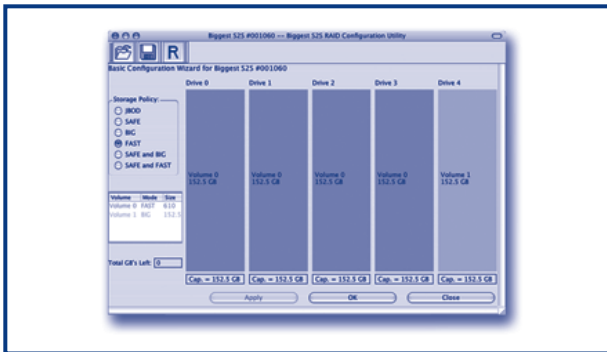 Biggest S2S #001060 --- Biggest S2S RAID Configuration Utility
R
Basic Configuration Wizard for Biggest S2S #001060
Drive 0 Drive 1 Drive 2 Drive 3 Drive 4
Storage Policy:
JBOD
SAFE
BIG
FAST
SAFE and BIG
SAFE and FAST
Volume 0 Volume 0 Volume 0 Volume 0 Volume 1
152.5 GB 152.5 GB 152.5 GB 152.5 GB 152.5 GB
Volume Mode Size
Volume 0 FAST 610
Volume 1 BIG 152.5
Total GB's Left: 0
Cap. = 152.5 GB Cap. = 152.5 GB Cap. = 152.5 GB Cap. = 152.5 GB Cap. = 152.5 GB
Apply OK Close